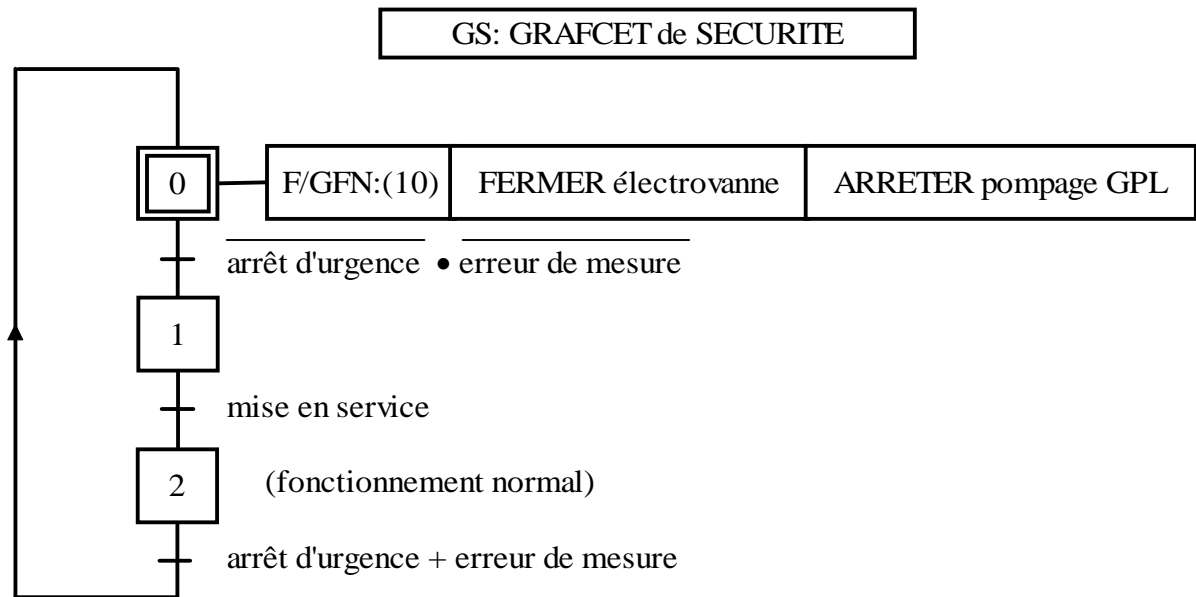 GS: GRAFCET de SECURITE
0
F/GFN:(10)
FERMER électrovanne
ARRETER pompage GPL
arrêt d'urgence • erreur de mesure
1
mise en service
2
(fonctionnement normal)
arrêt d'urgence + erreur de mesure